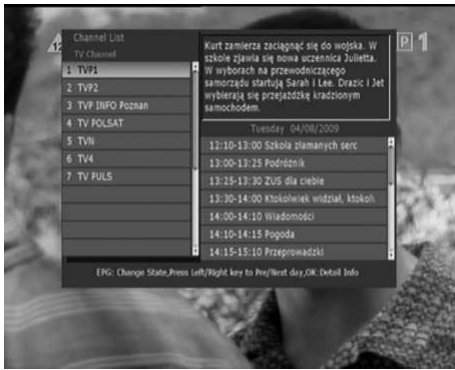 12
Channel List
TV Channel
1 TVP1
2 TVP2
3 TVP INFO Poznan
4 TV POLSAT
5 TVN
6 TV4
7 TV PULS
Kurt zamierza zaciągnąć się do wojska. W
szkole zjawia się nowa uczennica Julietta.
W wyborach na przewodniczącego
samorządu startują Sarah i Lee. Drazic i Jet
wybierają się przejażdżkę kradzionym
samochodem.
P 1
Tuesday 04/08/2009
12:10-13:00 Szkoła złamanych serc
13:00-13:25 Podróżnik
13:25-13:30 ZUS dla ciebie
13:30-14:00 Ktokolwiek widział, ktokoh
14:00-14:10 Wiadomości
14:10-14:15 Pogoda
14:15-15:10 Przeprowadzki
EPG: Change State,Press Left/Right key to Pre/Next day,OK:Detail Info